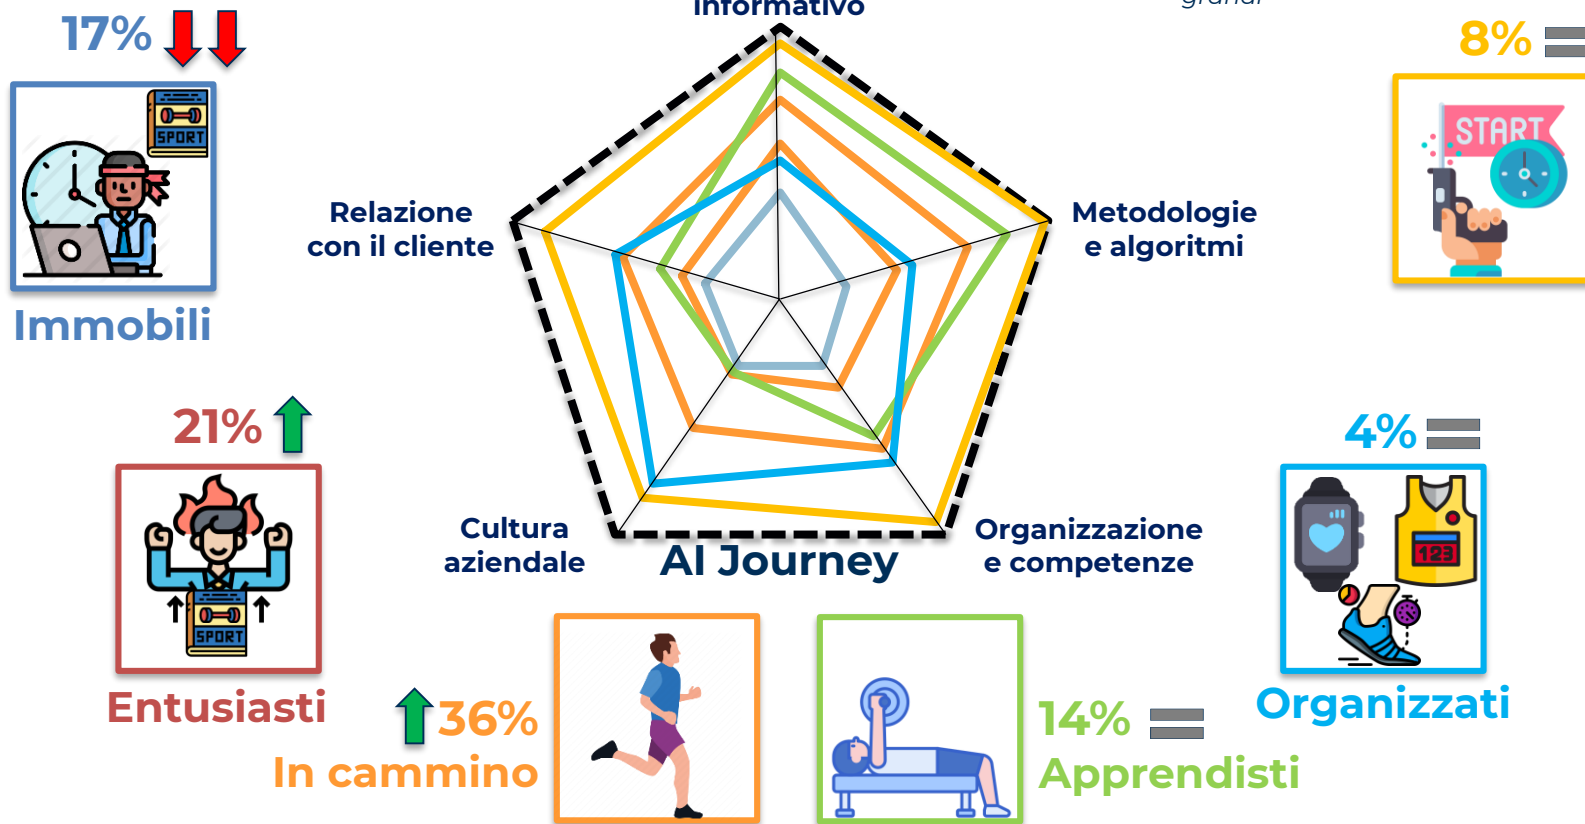 informativo
grandi
17%
8%
SPORT
START
Relazione
con il cliente
Metodologie
e algoritmi
Immobili
21%
4%
Cultura
aziendale
AI Journey
Organizzazione
e competenze
123
SPORT
Entusiasti
Organizzati
36%
In cammino
14%
Apprendisti